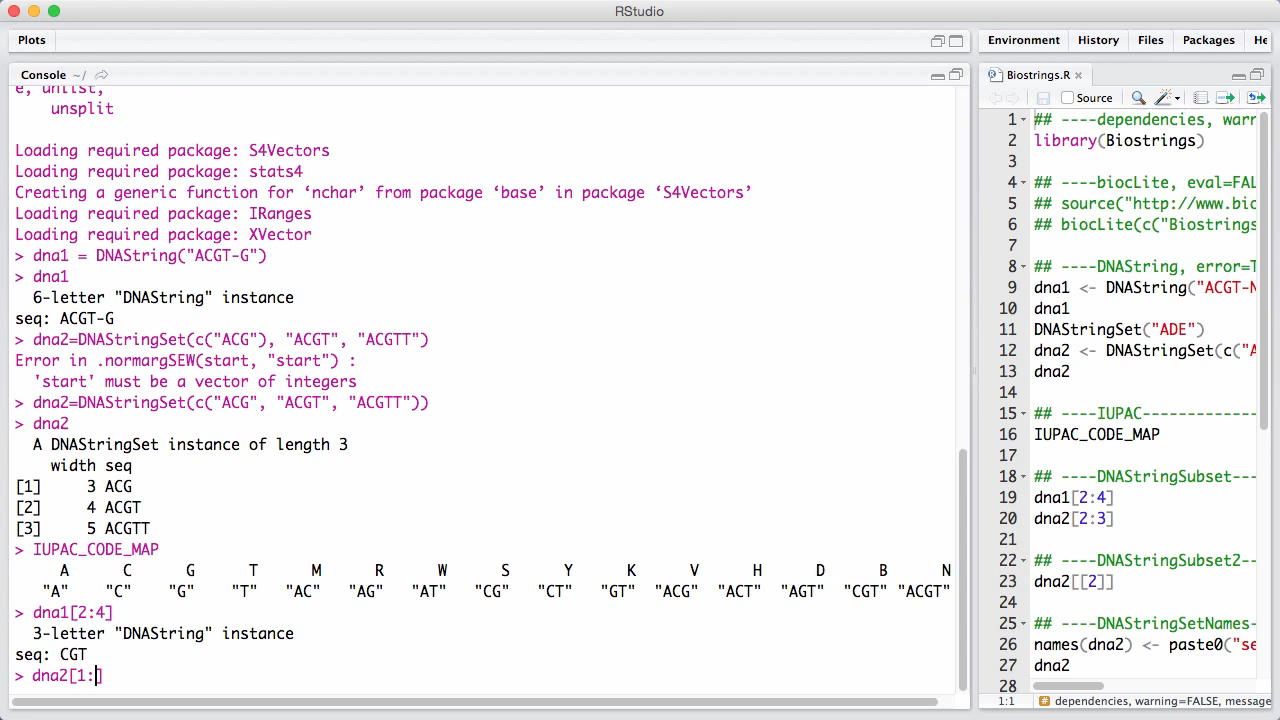 RStudio
Plots
Console ~/
e, unlist,
unsplit
Loading required package: S4Vectors
Loading required package: stats4
Creating a generic function for ‘nchar’ from package ‘base’ in package ‘S4Vectors’
Loading required package: IRanges
Loading required package: XVector
> dna1 = DNAString("ACGT-G")
> dna1
6-letter "DNAString" instance
seq: ACGT-G
> dna2=DNAStringSet(c("ACG"), "ACGT", "ACGTT")
Error in .normargSEW(start, "start") :
'start' must be a vector of integers
> dna2=DNAStringSet(c("ACG", "ACGT", "ACGTT"))
> dna2
A DNAStringSet instance of length 3
width seq
[1] 3 ACG
[2] 4 ACGT
[3] 5 ACGTT
> IUPAC_CODE_MAP
A C G T M R W S Y K V H D B N
"A" "C" "G" "T" "AC" "AG" "AT" "CG" "CT" "GT" "ACG" "ACT" "AGT" "CGT" "ACGT"
> dna1[2:4]
3-letter "DNAString" instance
seq: CGT
> dna2[1:]
Environment History Files Packages He
Biostrings.R
Source
1 ## ----dependencies, warr
2 library(Biostrings)
3
4 ## ----biocLite, eval=FAL
5 ## source("http://www.bio
6 ## biocLite(c("Biostrings
7
8 ## ----DNAString, error=T
9 dna1 <- DNAString("ACGT-N
10 dna1
11 DNAStringSet("ADE")
12 dna2 <- DNAStringSet(c("A
13 dna2
14
15 ## ----IUPAC-------------
16 IUPAC_CODE_MAP
17
18 ## ----DNAStringSubset---
19 dna1[2:4]
20 dna2[2:3]
21
22 ## ----DNAStringSubset2--
23 dna2[[2]]
24
25 ## ----DNAStringSetNames-
26 names(dna2) <- paste0("se
27 dna2
28
1:1 dependencies, warning=FALSE, message